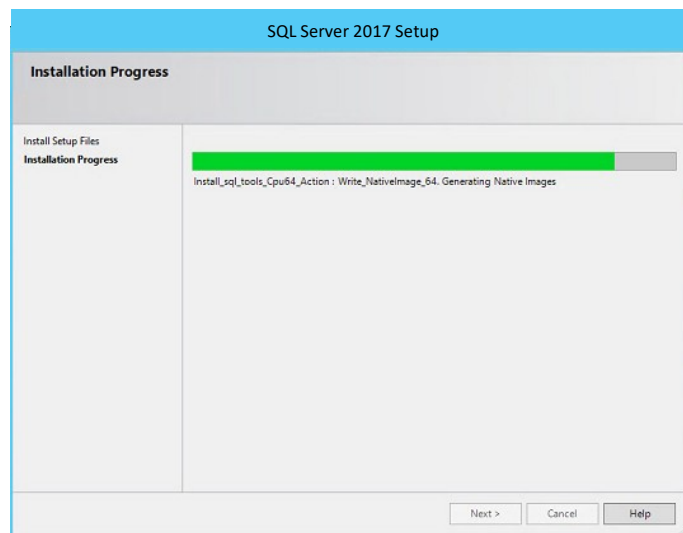 SQL Server 2017 Setup
Installation Progress
Install Setup Files
Installation Progress
Install_sql_tools_Cpu64_Action : Write_NativeImage_64. Generating Native Images
Next >
Cancel
Help